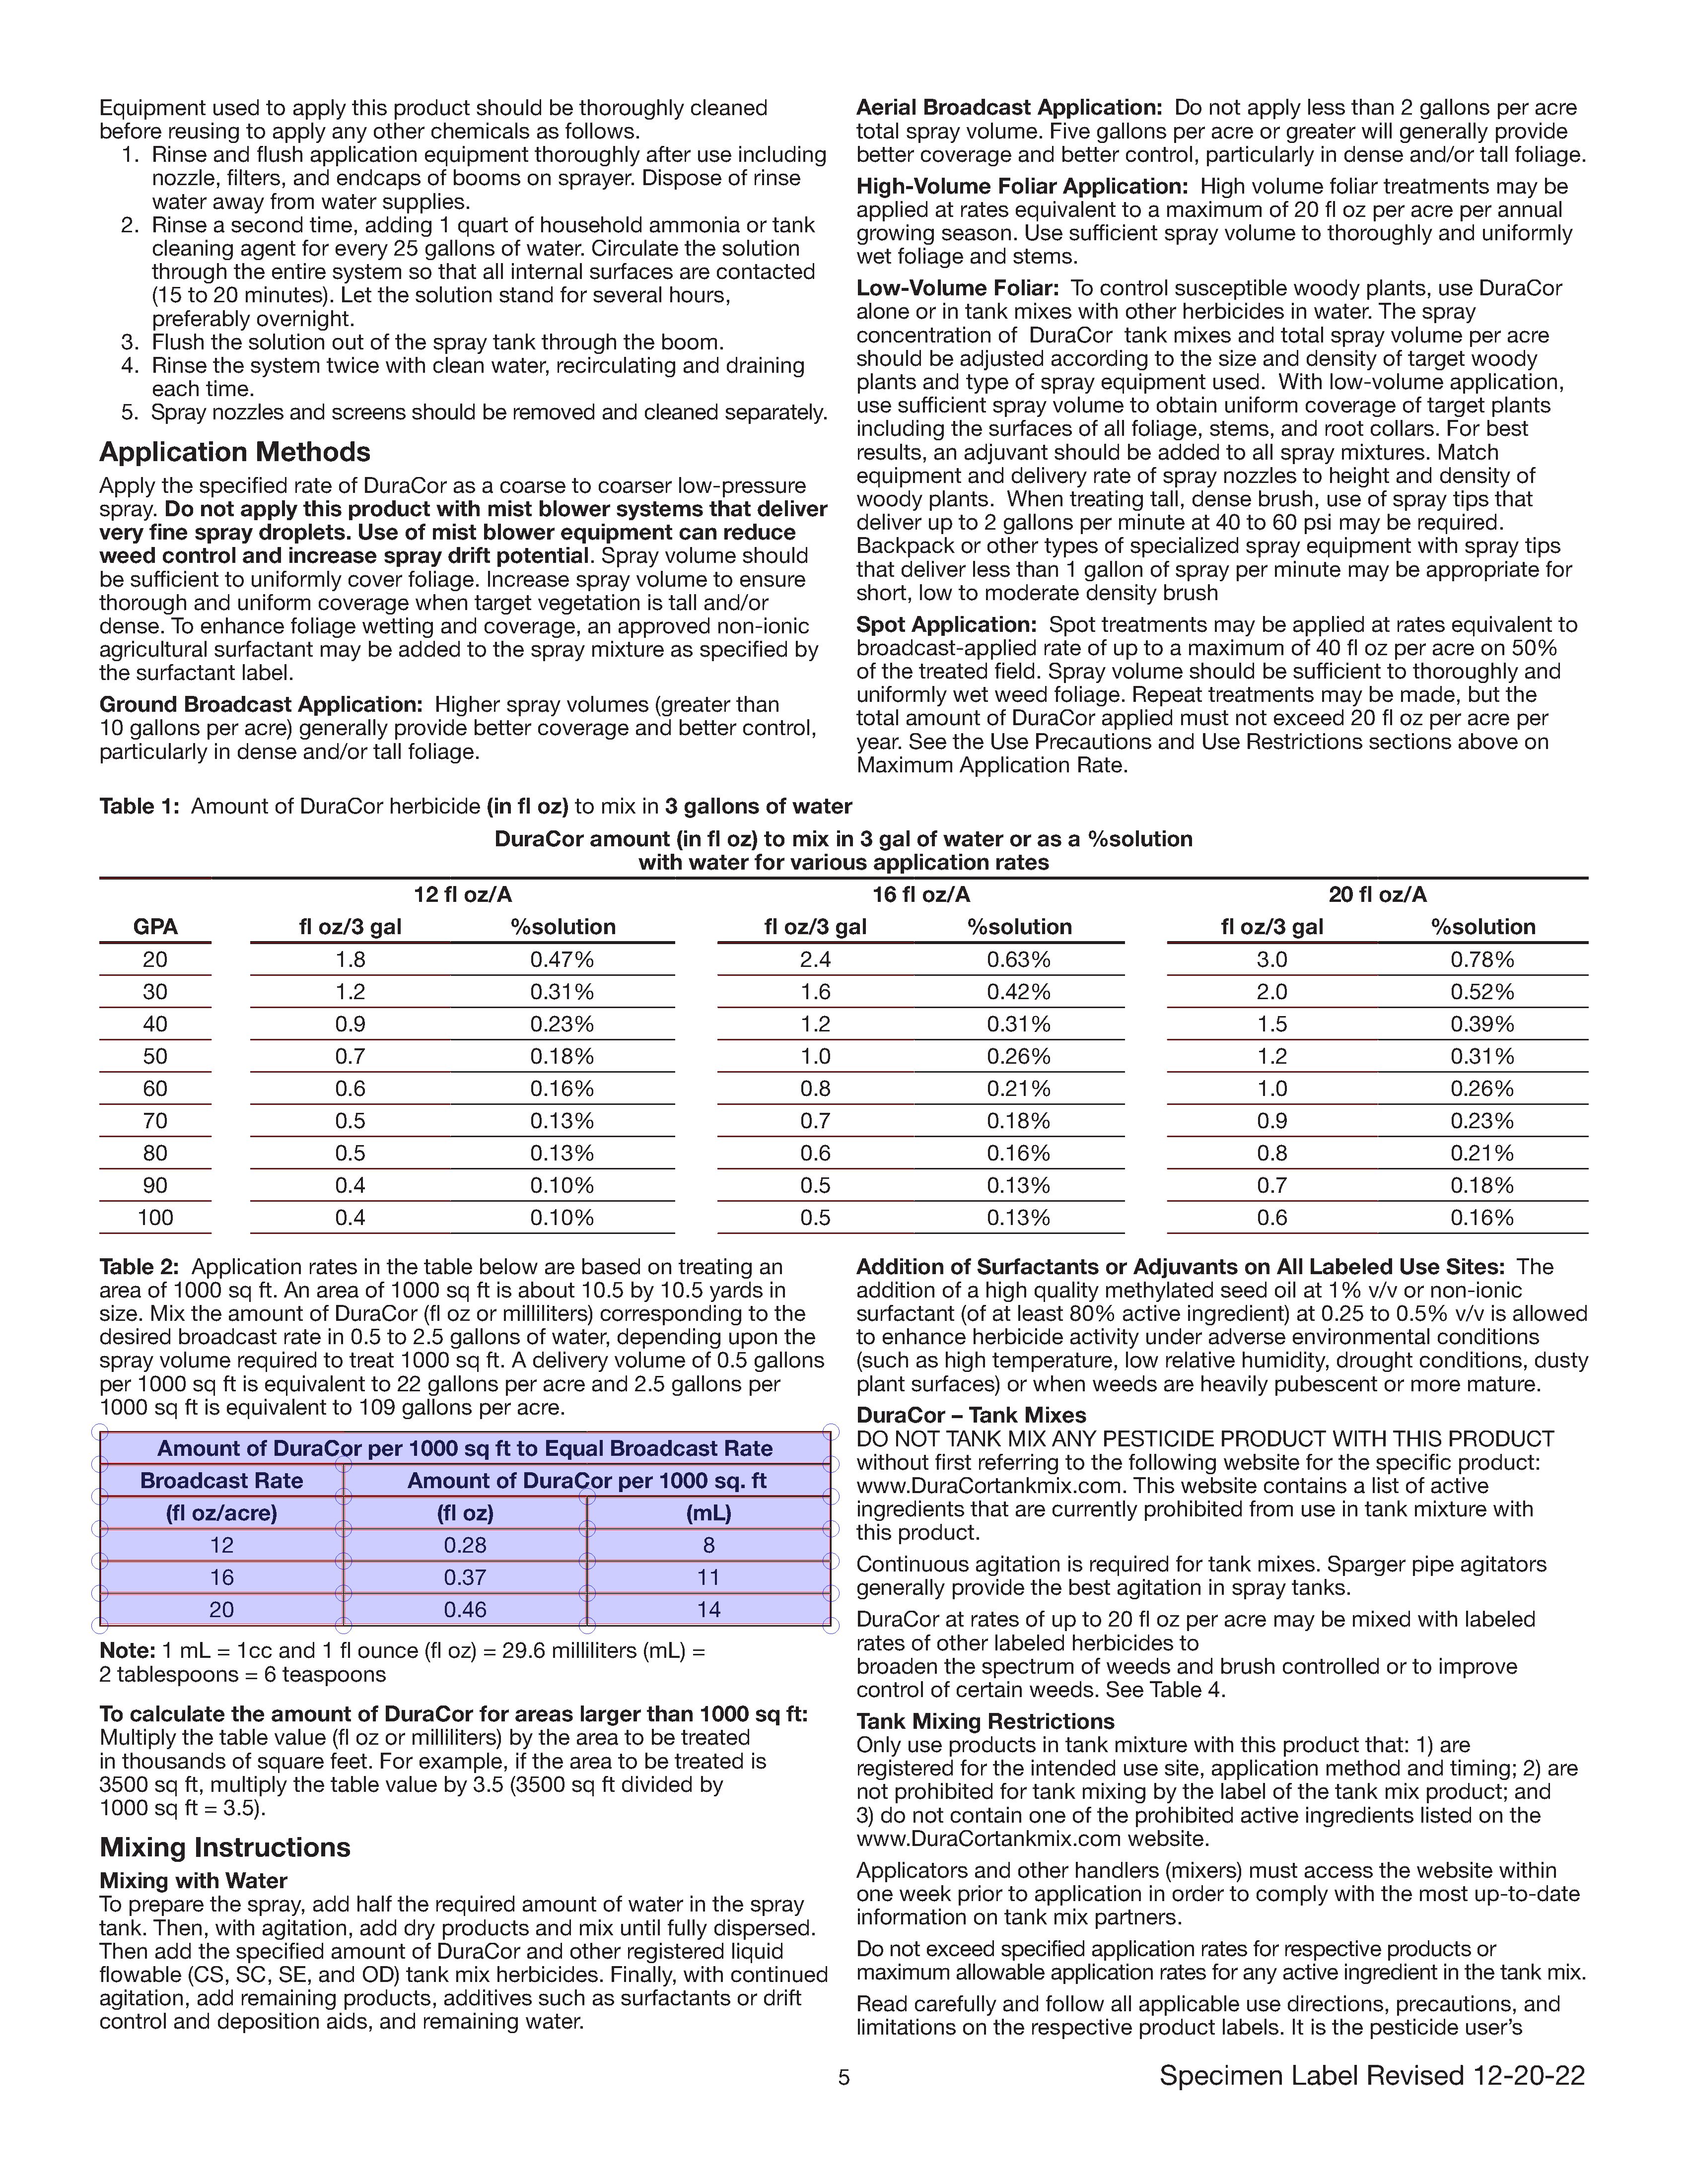 Equipment used to apply this product should be thoroughly cleaned
before reusing to apply any other chemicals as follows.
1. Rinse and flush application equipment thoroughly after use including
nozzle, filters, and endcaps of booms on sprayer. Dispose of rinse
water away from water supplies.
2. Rinse a second time, adding 1 quart of household ammonia or tank
cleaning agent for every 25 gallons of water. Circulate the solution
through the entire system so that all internal surfaces are contacted
(15 to 20 minutes). Let the solution stand for several hours,
preferably overnight.
3. Flush the solution out of the spray tank through the boom.
4. Rinse the system twice with clean water, recirculating and draining
each time.
5. Spray nozzles and screens should be removed and cleaned separately.
Application Methods
Apply the specified rate of DuraCor as a coarse to coarser low-pressure
spray. Do not apply this product with mist blower systems that deliver
very fine spray droplets. Use of mist blower equipment can reduce
weed control and increase spray drift potential. Spray volume should
be sufficient to uniformly cover foliage. Increase spray volume to ensure
thorough and uniform coverage when target vegetation is tall and/or
dense. To enhance foliage wetting and coverage, an approved non-ionic
agricultural surfactant may be added to the spray mixture as specified by
the surfactant label.
Ground Broadcast Application: Higher spray volumes (greater than
10 gallons per acre) generally provide better coverage and better control,
particularly in dense and/or tall foliage.
Aerial Broadcast Application: Do not apply less than 2 gallons per acre
total spray volume. Five gallons per acre or greater will generally provide
better coverage and better control, particularly in dense and/or tall foliage.
High-Volume Foliar Application: High volume foliar treatments may be
applied at rates equivalent to a maximum of 20 fl oz per acre per annual
growing season. Use sufficient spray volume to thoroughly and uniformly
wet foliage and stems.
Low-Volume Foliar: To control susceptible woody plants, use DuraCor
alone or in tank mixes with other herbicides in water. The spray
concentration of DuraCor tank mixes and total spray volume per acre
should be adjusted according to the size and density of target woody
plants and type of spray equipment used. With low-volume application,
use sufficient spray volume to obtain uniform coverage of target plants
including the surfaces of all foliage, stems, and root collars. For best
results, an adjuvant should be added to all spray mixtures. Match
equipment and delivery rate of spray nozzles to height and density of
woody plants. When treating tall, dense brush, use of spray tips that
deliver up to 2 gallons per minute at 40 to 60 psi may be required.
Backpack or other types of specialized spray equipment with spray tips
that deliver less than 1 gallon of spray per minute may be appropriate for
short, low to moderate density brush
Spot Application: Spot treatments may be applied at rates equivalent to
broadcast-applied rate of up to a maximum of 40 fl oz per acre on 50%
of the treated field. Spray volume should be sufficient to thoroughly and
uniformly wet weed foliage. Repeat treatments may be made, but the
total amount of DuraCor applied must not exceed 20 fl oz per acre per
year. See the Use Precautions and Use Restrictions sections above on
Maximum Application Rate.
Table 1: Amount of DuraCor herbicide (in fl oz) to mix in 3 gallons of water
DuraCor amount (in fl oz) to mix in 3 gal of water or as a %solution
with water for various application rates
12 fl oz/A 16 fl oz/A 20 fl oz/A
GPA fl oz/3 gal %solution fl oz/3 gal %solution fl oz/3 gal %solution
20 1.8 0.47% 2.4 0.63% 3.0 0.78%
30 1.2 0.31% 1.6 0.42% 2.0 0.52%
40 0.9 0.23% 1.2 0.31% 1.5 0.39%
50 0.7 0.18% 1.0 0.26% 1.2 0.31%
60 0.6 0.16% 0.8 0.21% 1.0 0.26%
70 0.5 0.13% 0.7 0.18% 0.9 0.23%
80 0.5 0.13% 0.6 0.16% 0.8 0.21%
90 0.4 0.10% 0.5 0.13% 0.7 0.18%
100 0.4 0.10% 0.5 0.13% 0.6 0.16%
Table 2: Application rates in the table below are based on treating an
area of 1000 sq ft. An area of 1000 sq ft is about 10.5 by 10.5 yards in
size. Mix the amount of DuraCor (fl oz or milliliters) corresponding to the
desired broadcast rate in 0.5 to 2.5 gallons of water, depending upon the
spray volume required to treat 1000 sq ft. A delivery volume of 0.5 gallons
per 1000 sq ft is equivalent to 22 gallons per acre and 2.5 gallons per
1000 sq ft is equivalent to 109 gallons per acre.
Amount of DuraCor per 1000 sq ft to Equal Broadcast Rate
Broadcast Rate Amount of DuraCor per 1000 sq. ft
(fl oz/acre) (fl oz) (mL)
12 0.28 8
16 0.37 11
20 0.46 14
Note: 1 mL = 1cc and 1 fl ounce (fl oz) = 29.6 milliliters (mL) =
2 tablespoons = 6 teaspoons
To calculate the amount of DuraCor for areas larger than 1000 sq ft:
Multiply the table value (fl oz or milliliters) by the area to be treated
in thousands of square feet. For example, if the area to be treated is
3500 sq ft, multiply the table value by 3.5 (3500 sq ft divided by
1000 sq ft = 3.5).
Mixing Instructions
Mixing with Water
To prepare the spray, add half the required amount of water in the spray
tank. Then, with agitation, add dry products and mix until fully dispersed.
Then add the specified amount of DuraCor and other registered liquid
flowable (CS, SC, SE, and OD) tank mix herbicides. Finally, with continued
agitation, add remaining products, additives such as surfactants or drift
control and deposition aids, and remaining water.
Addition of Surfactants or Adjuvants on All Labeled Use Sites: The
addition of a high quality methylated seed oil at 1% v/v or non-ionic
surfactant (of at least 80% active ingredient) at 0.25 to 0.5% v/v is allowed
to enhance herbicide activity under adverse environmental conditions
(such as high temperature, low relative humidity, drought conditions, dusty
plant surfaces) or when weeds are heavily pubescent or more mature.
DuraCor – Tank Mixes
DO NOT TANK MIX ANY PESTICIDE PRODUCT WITH THIS PRODUCT
without first referring to the following website for the specific product:
www.DuraCortankmix.com. This website contains a list of active
ingredients that are currently prohibited from use in tank mixture with
this product.
Continuous agitation is required for tank mixes. Sparger pipe agitators
generally provide the best agitation in spray tanks.
DuraCor at rates of up to 20 fl oz per acre may be mixed with labeled
rates of other labeled herbicides to
broaden the spectrum of weeds and brush controlled or to improve
control of certain weeds. See Table 4.
Tank Mixing Restrictions
Only use products in tank mixture with this product that: 1) are
registered for the intended use site, application method and timing; 2) are
not prohibited for tank mixing by the label of the tank mix product; and
3) do not contain one of the prohibited active ingredients listed on the
www.DuraCortankmix.com website.
Applicators and other handlers (mixers) must access the website within
one week prior to application in order to comply with the most up-to-date
information on tank mix partners.
Do not exceed specified application rates for respective products or
maximum allowable application rates for any active ingredient in the tank mix.
Read carefully and follow all applicable use directions, precautions, and
limitations on the respective product labels. It is the pesticide user’s
5
Specimen Label Revised 12-20-22